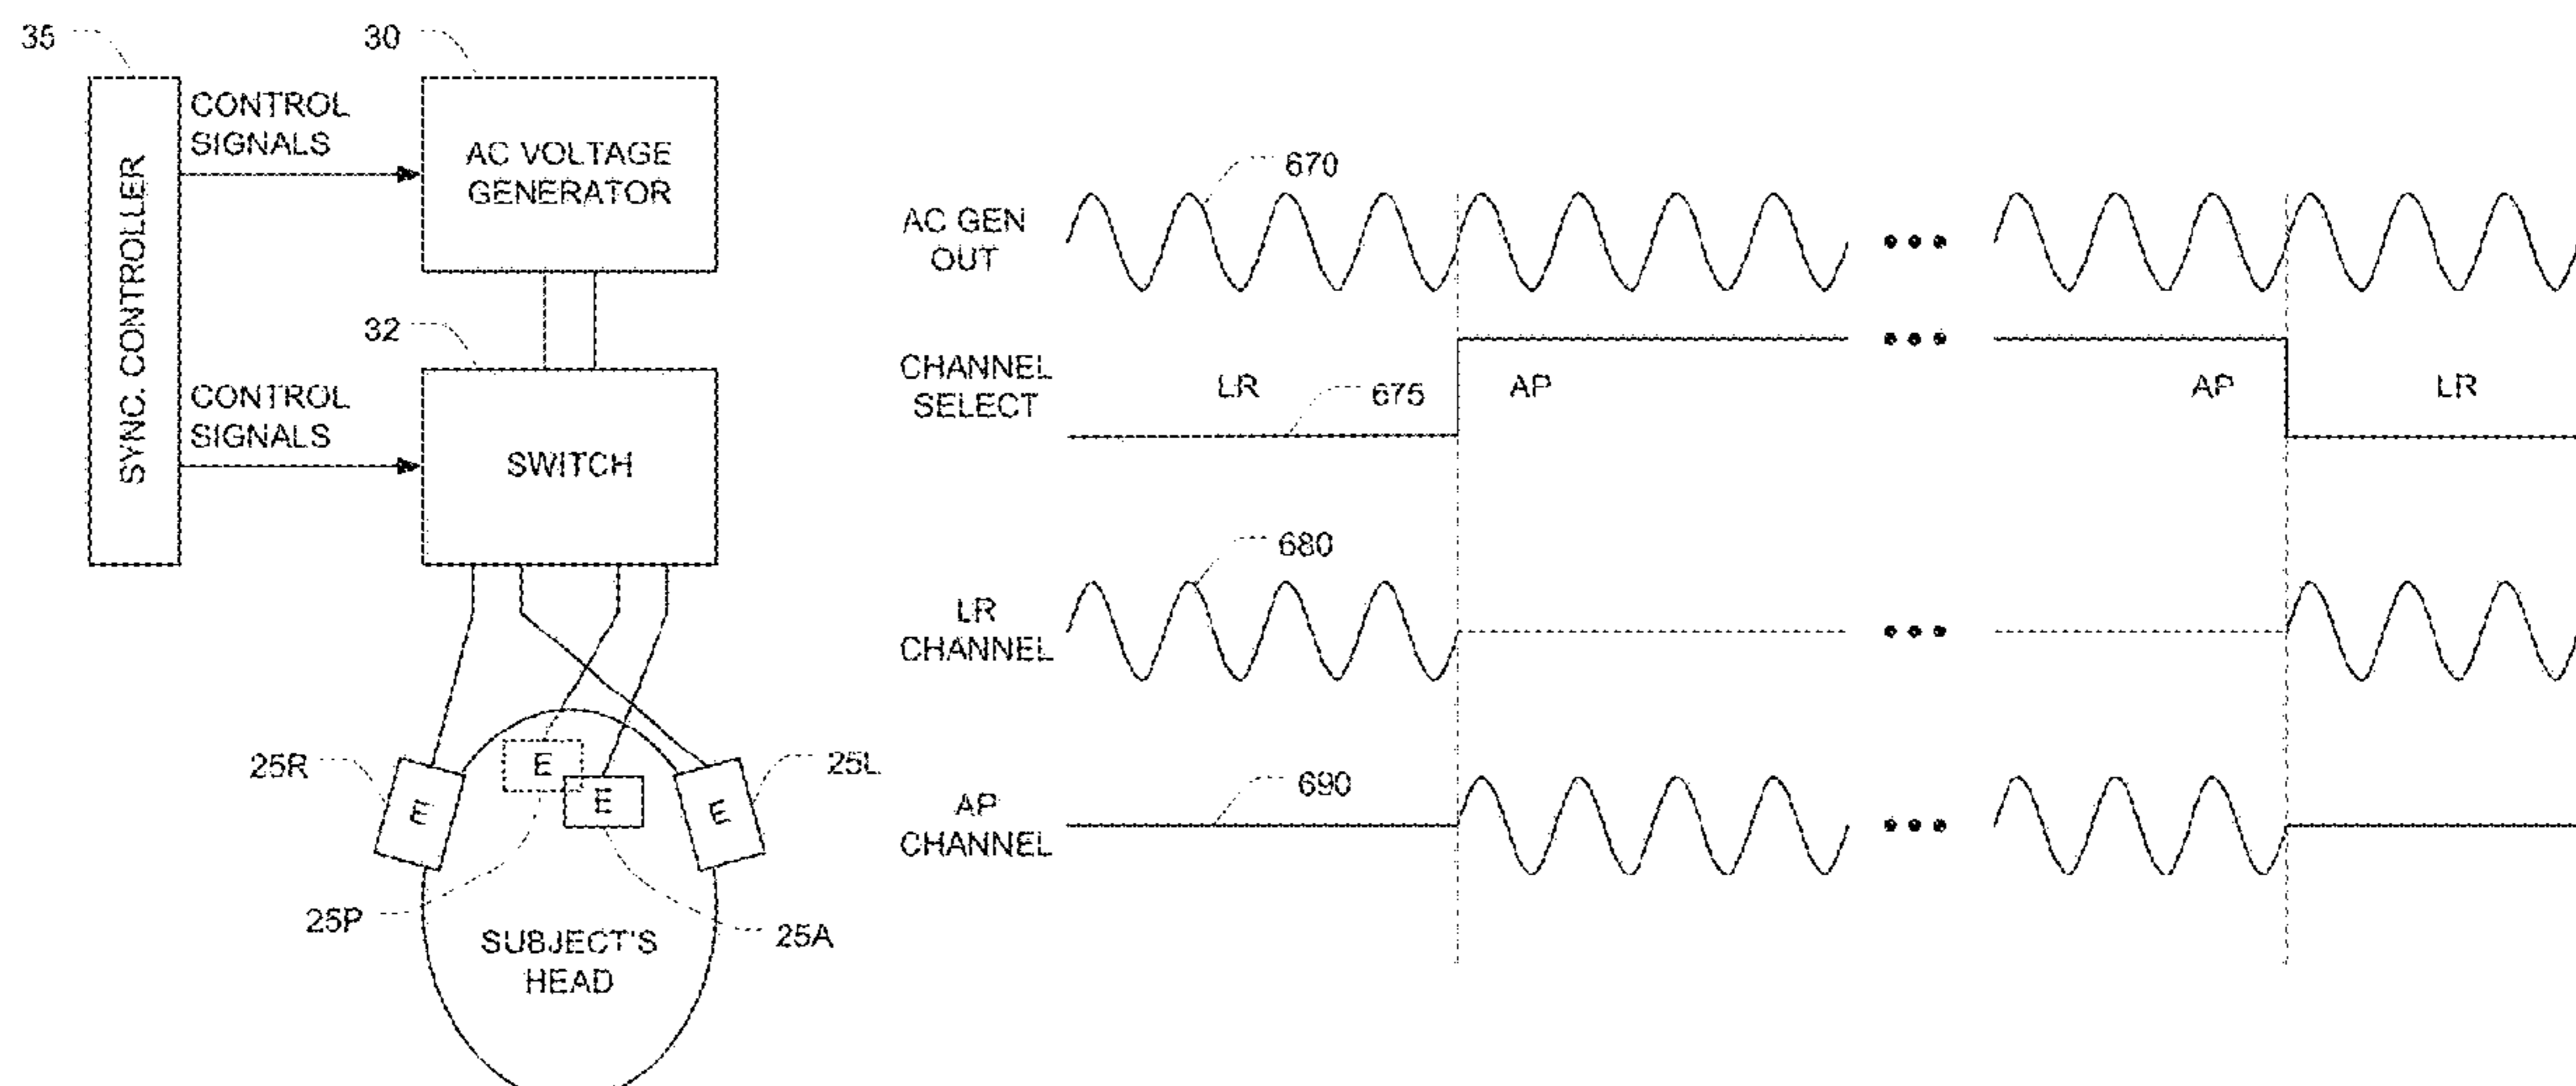 35
30
CONTROL
SIGNALS
AC VOLTAGE
GENERATOR
SYNC. CONTROLLER
32
CONTROL
SIGNALS
SWITCH
25R
E
E
E
E
25L
25P
25A
SUBJECT'S
HEAD
670
AC GEN
OUT
CHANNEL
SELECT
LR
675
AP
AP
LR
680
LR
CHANNEL
690
AP
CHANNEL